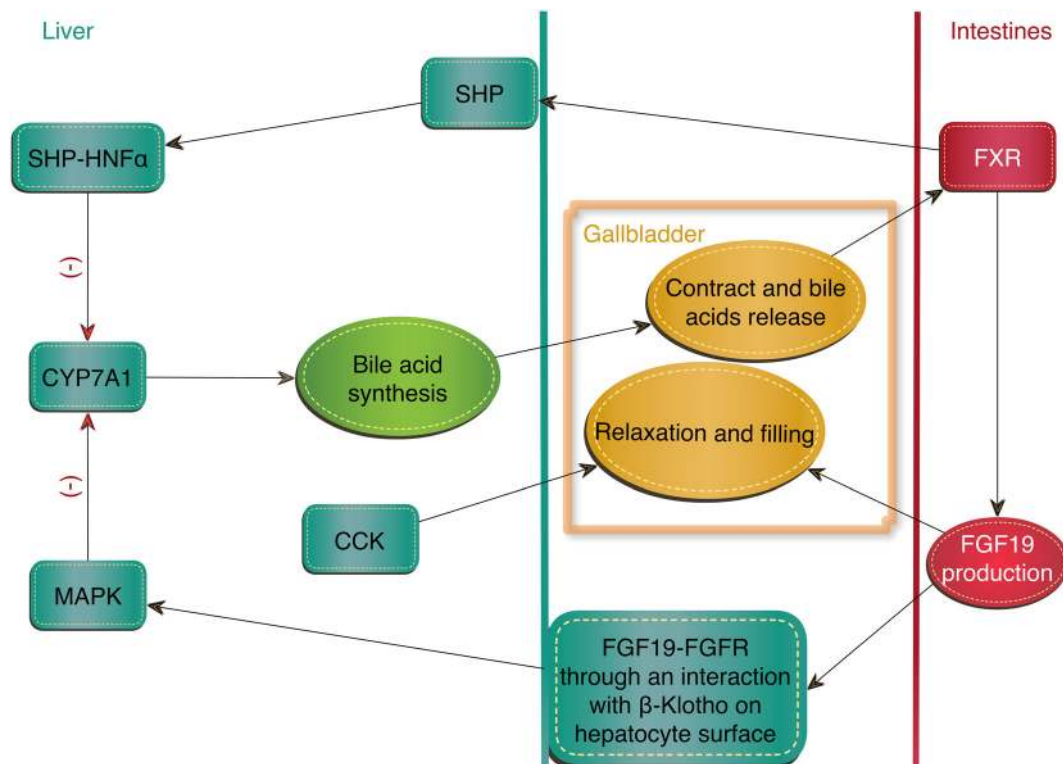 Liver
Intestines
SHP
SHP-HNFα
FXR
Gallbladder
(-)
Contract and bile
acids release
CYP7A1
Bile acid
synthesis
Relaxation and filling
(-)
CCK
FGF19
production
MAPK
FGF19-FGFR
through an interaction
with β-Klotho on
hepatocyte surface